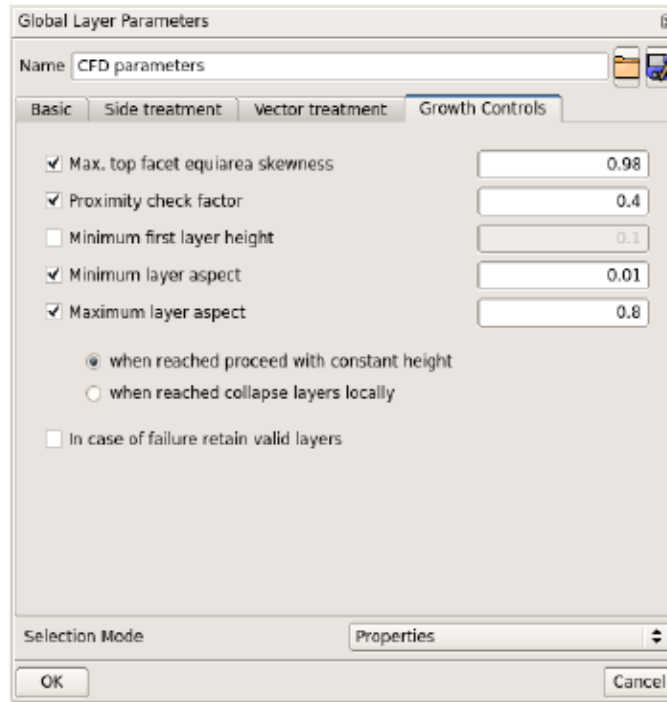 Global Layer Parameters
Name CFD parameters
Basic Side treatment Vector treatment Growth Controls
Max. top facet equiarea skewness 0.98
Proximity check factor 0.4
Minimum first layer height 0.1
Minimum layer aspect 0.01
Maximum layer aspect 0.8
when reached proceed with constant height
when reached collapse layers locally
In case of failure retain valid layers
Selection Mode Properties
OK Cancel